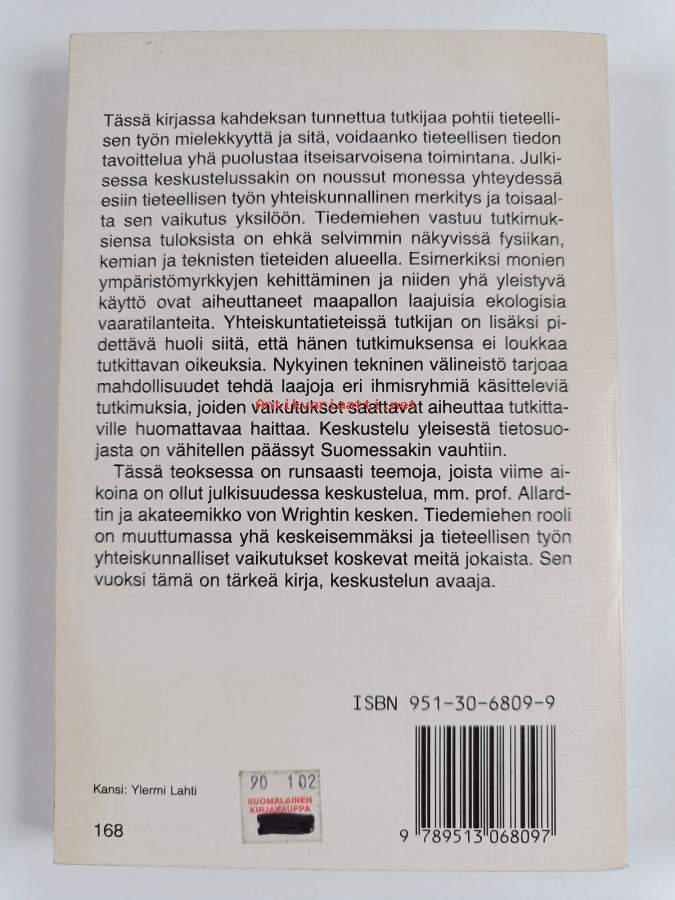 Tässä kirjassa kahdeksan tunnettua tutkijaa pohtii tieteelli-
sen työn mielekkyyttä ja sitä, voidaanko tieteellisen tiedon
tavoittelua yhä puolustaa itseisarvoisena toimintana. Julki-
sessa keskustelussakin on noussut monessa yhteydessä
esiin tieteellisen työn yhteiskunnallinen merkitys ja toisaal-
ta sen vaikutus yksilöön. Tiedemiehen vastuu tutkimuk-
siensa tuloksista on ehkä selvimmin näkyvissä fysiikan,
kemian ja teknisten tieteiden alueella. Esimerkiksi monien
ympäristömyrkkyjen kehittäminen ja niiden yhä yleistyvä
käyttö ovat aiheuttaneet maapallon laajuisia ekologisia
vaaratilanteita. Yhteiskuntatieteissä tutkijan on lisäksi pi-
dettävä huoli siitä, että hänen tutkimuksensa ei loukkaa
tutkittavan oikeuksia. Nykyinen tekninen välineistö tarjoaa
mahdollisuudet tehdä laajoja eri ihmisryhmiä käsitteleviä
Antikvariaatti.net
tutkimuksia, joiden vaikutukset saattavat aiheuttaa tutkitta-
ville huomattavaa haittaa. Keskustelu yleisestä tietosuo-
jasta on vähitellen päässyt Suomessakin vauhtiin.
Tässä teoksessa on runsaasti teemoja, joista viime ai-
koina on ollut julkisuudessa keskustelua, mm. prof. Allard-
tin ja akateemikko von Wrightin kesken. Tiedemiehen rooli
on muuttumassa yhä keskeisemmäksi ja tieteellisen työn
yhteiskunnalliset vaikutukset koskevat meitä jokaista. Sen
vuoksi tämä on tärkeä kirja, keskustelun avaaja.
ISBN 951-30-6809-9
Kansi: Ylermi Lahti
90 102
SUOMALAINEN
KIRJAKAUPPA
168
9 789513 068097